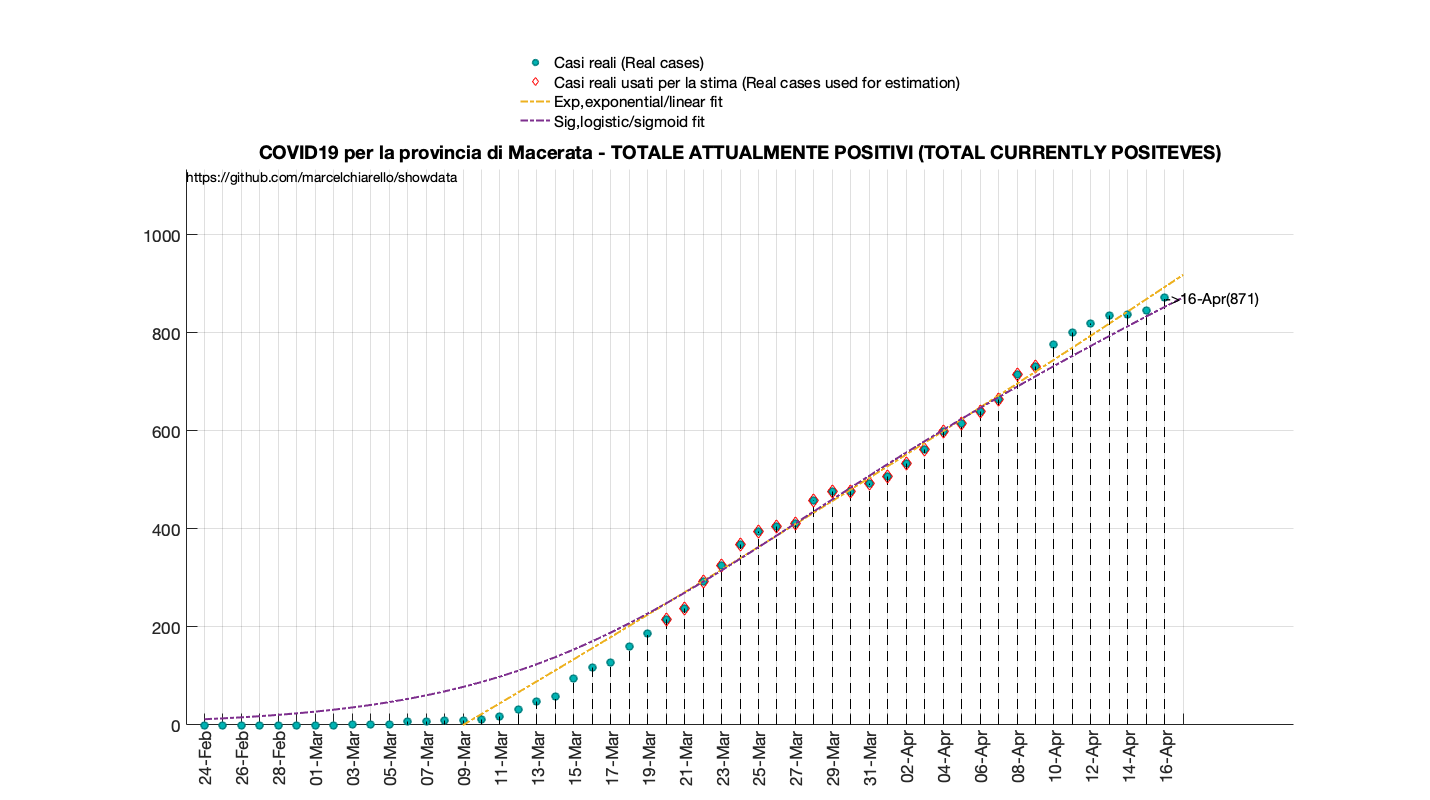 Casi reali (Real cases)
Casi reali usati per la stima (Real cases used for estimation)
Exp,exponential/linear fit
Sig,logistic/sigmoid fit
COVID19 per la provincia di Macerata - TOTALE ATTUALMENTE POSITIVI (TOTAL CURRENTLY POSITEVES)
https://github.com/marcelchiarello/showdata
1000
800
600
400
200
0
->16-Apr(871)
24-Feb
26-Feb
28-Feb
01-Mar
03-Mar
05-Mar
07-Mar
09-Mar
11-Mar
13-Mar
15-Mar
17-Mar
19-Mar
21-Mar
23-Mar
25-Mar
27-Mar
29-Mar
31-Mar
02-Apr
04-Apr
06-Apr
08-Apr
10-Apr
12-Apr
14-Apr
16-Apr